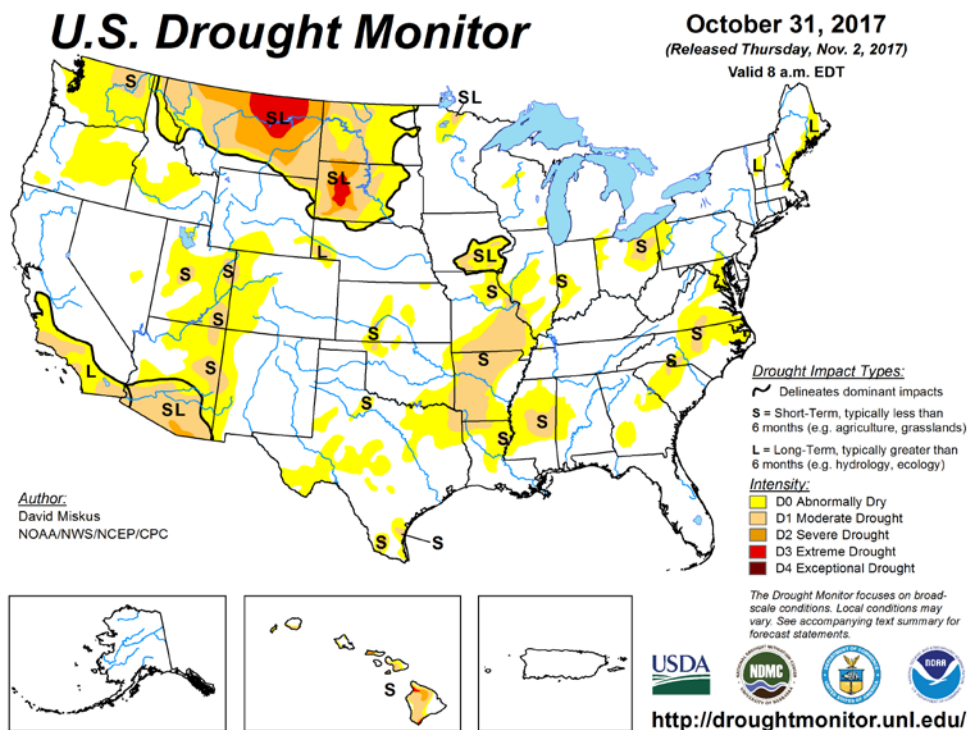 U.S. Drought Monitor
October 31, 2017
(Released Thursday, Nov. 2, 2017)
Valid 8 a.m. EDT
S
SL
SL
L
SL
L
L
S
SL
S
S
S
S
S
S
S
S
L
S
S
S
SL
S
S
S
S
S
S
Drought Impact Types:
Delineates dominant impacts
S = Short-Term, typically less than
6 months (e.g. agriculture, grasslands)
L = Long-Term, typically greater than
6 months (e.g. hydrology, ecology)
Intensity:
D0 Abnormally Dry
D1 Moderate Drought
D2 Severe Drought
D3 Extreme Drought
D4 Exceptional Drought
Author:
David Miskus
NOAA/NWS/NCEP/CPC
The Drought Monitor focuses on broad-
scale conditions. Local conditions may
vary. See accompanying text summary for
forecast statements.
S
USDA
NDMC
NOAA
http://droughtmonitor.unl.edu/